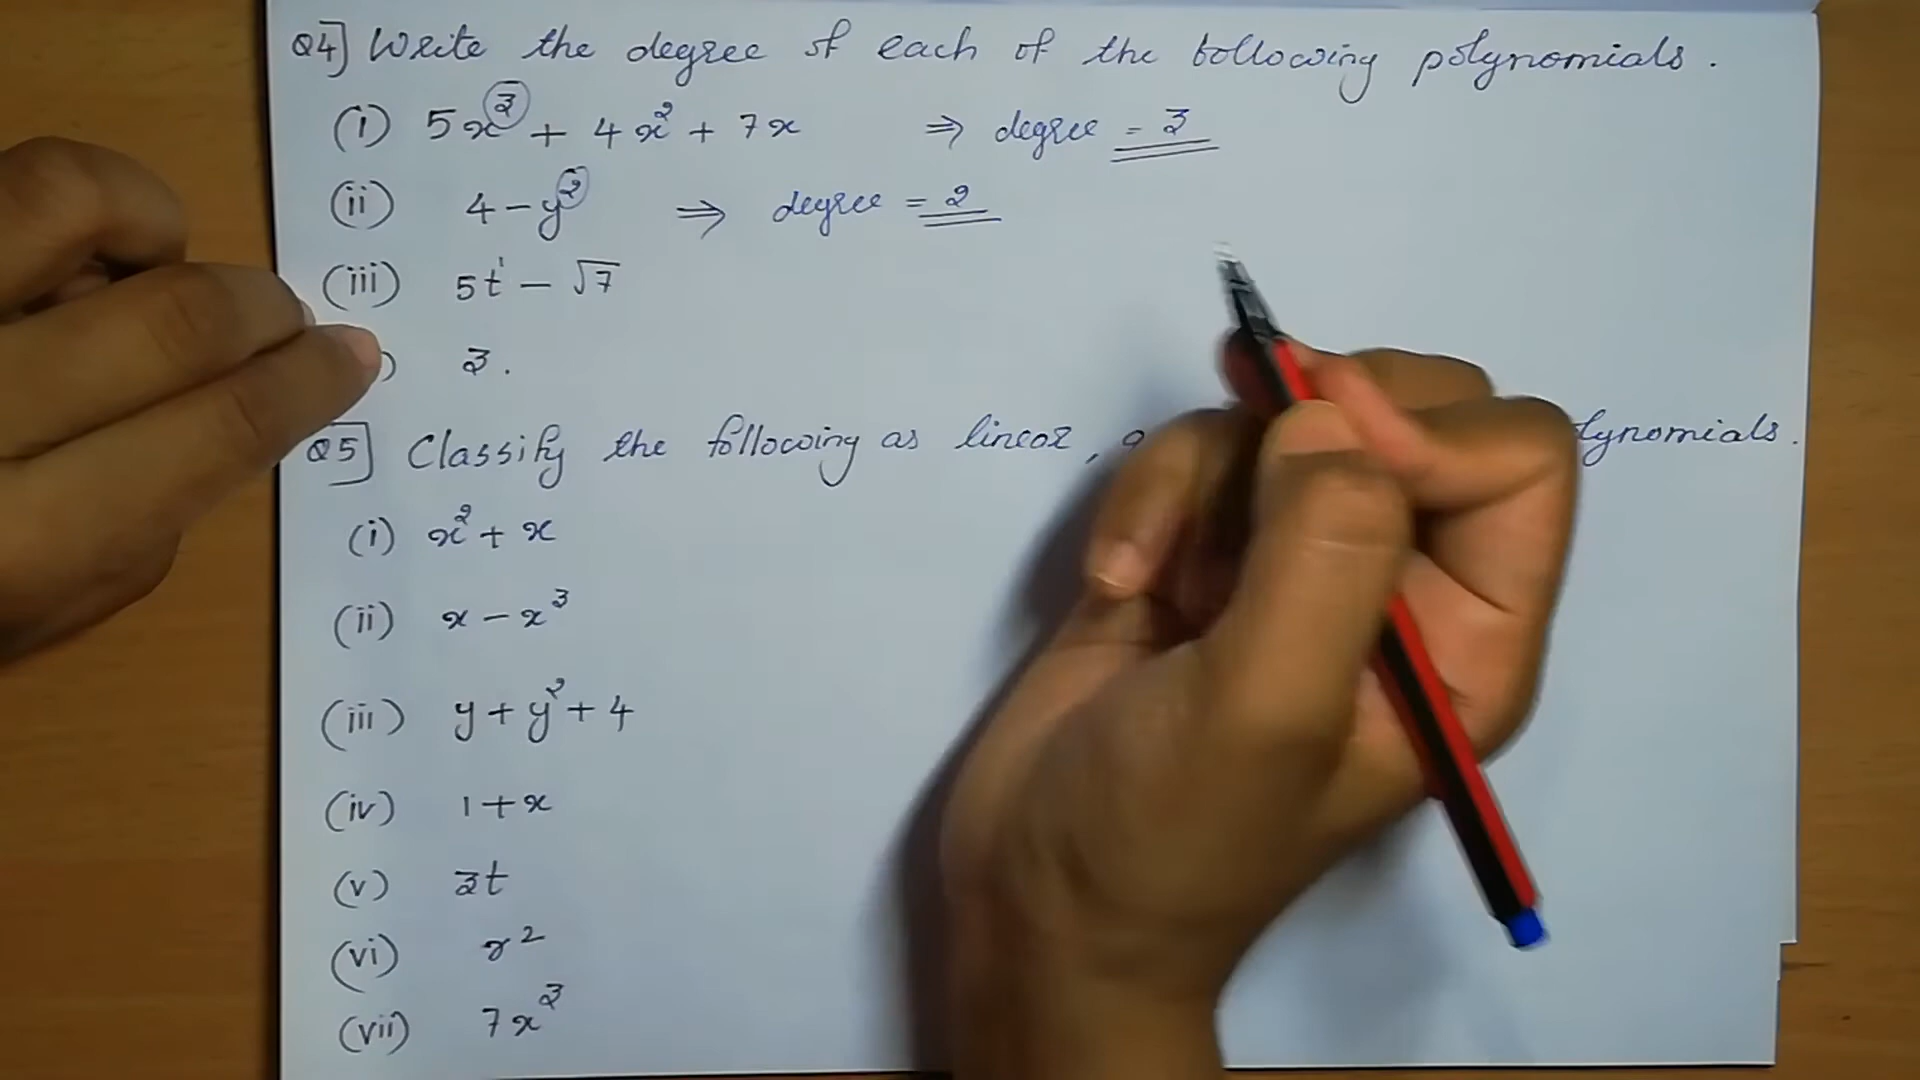 Q4] Write the degree of each of the following polynomials.
(i) 5x³ + 4x² + 7x ⇒ degree = 3
(ii) 4 - y² ⇒ degree = 2
(iii) 5t¹ - √7
) 3.
Q5] Classify the following as linear, lynomials.
(i) x² + x
(ii) x - x³
(iii) y + y² + 4
(iv) 1 + x
(v) 3t
(vi) r²
(vii) 7x³